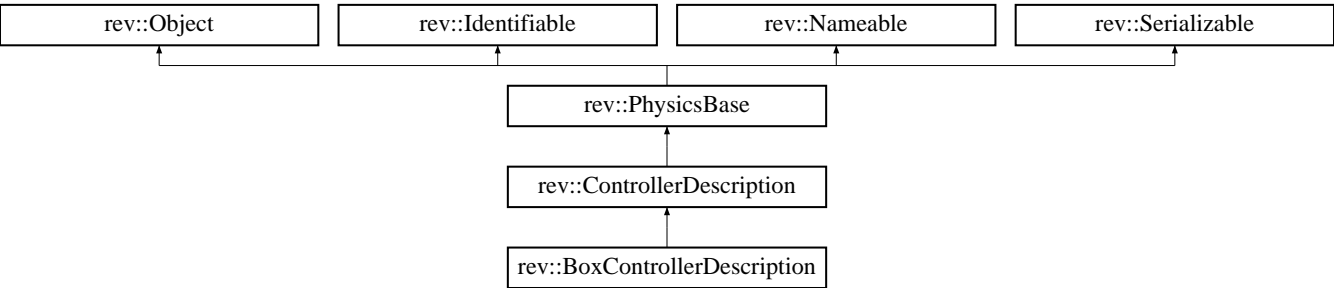 rev::Object
rev::Identifiable
rev::Nameable
rev::Serializable
rev::PhysicsBase
rev::ControllerDescription
rev::BoxControllerDescription